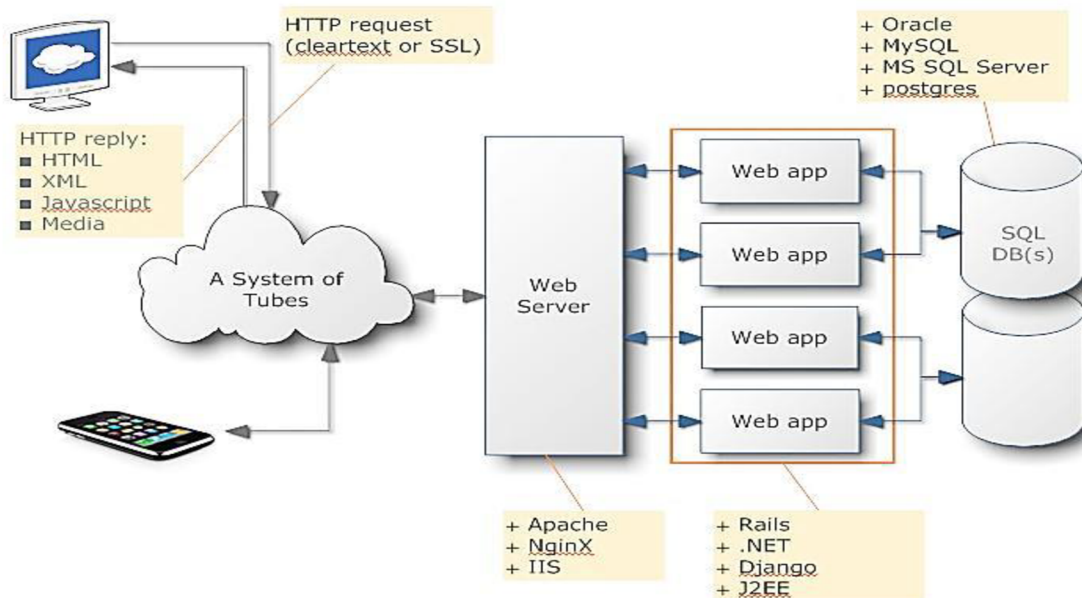 HTTP request
(cleartext or SSL)
+ Oracle
+ MySQL
+ MS SQL Server
+ postgres
HTTP reply:
■ HTML
■ XML
■ Javascript
■ Media
A System of
Tubes
Web
Server
Web app
Web app
Web app
Web app
SQL
DB(s)
+ Apache
+ NginX
+ IIS
+ Rails
+ .NET
+ Django
+ J2EE